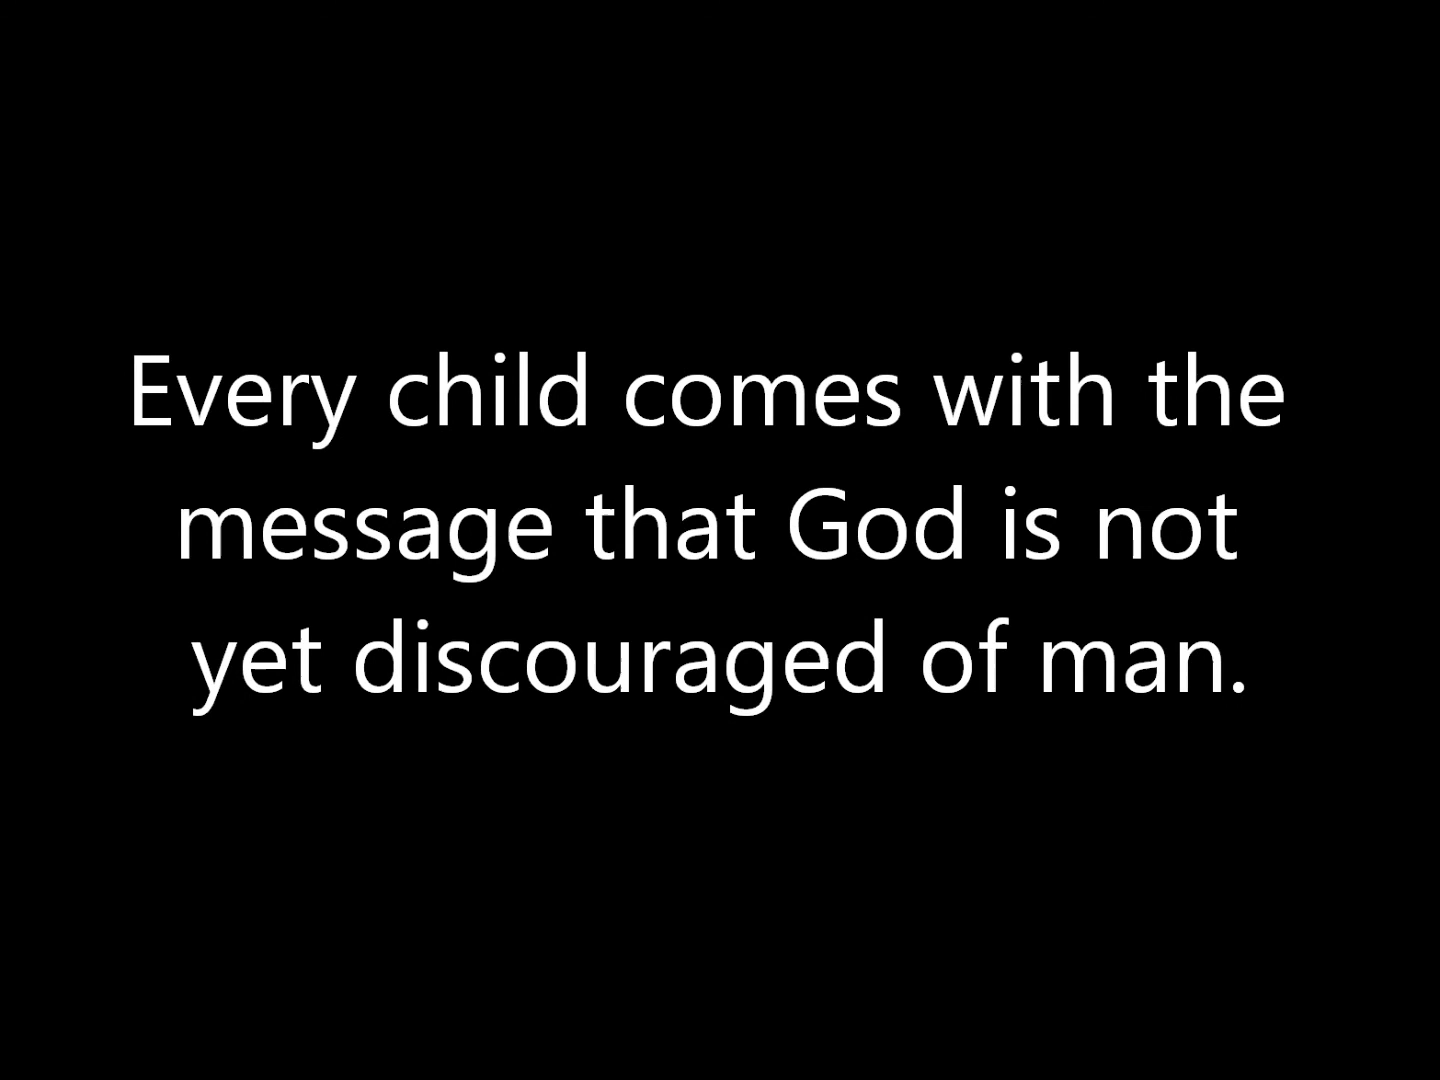 Every child comes with the
message that God is not
yet discouraged of man.